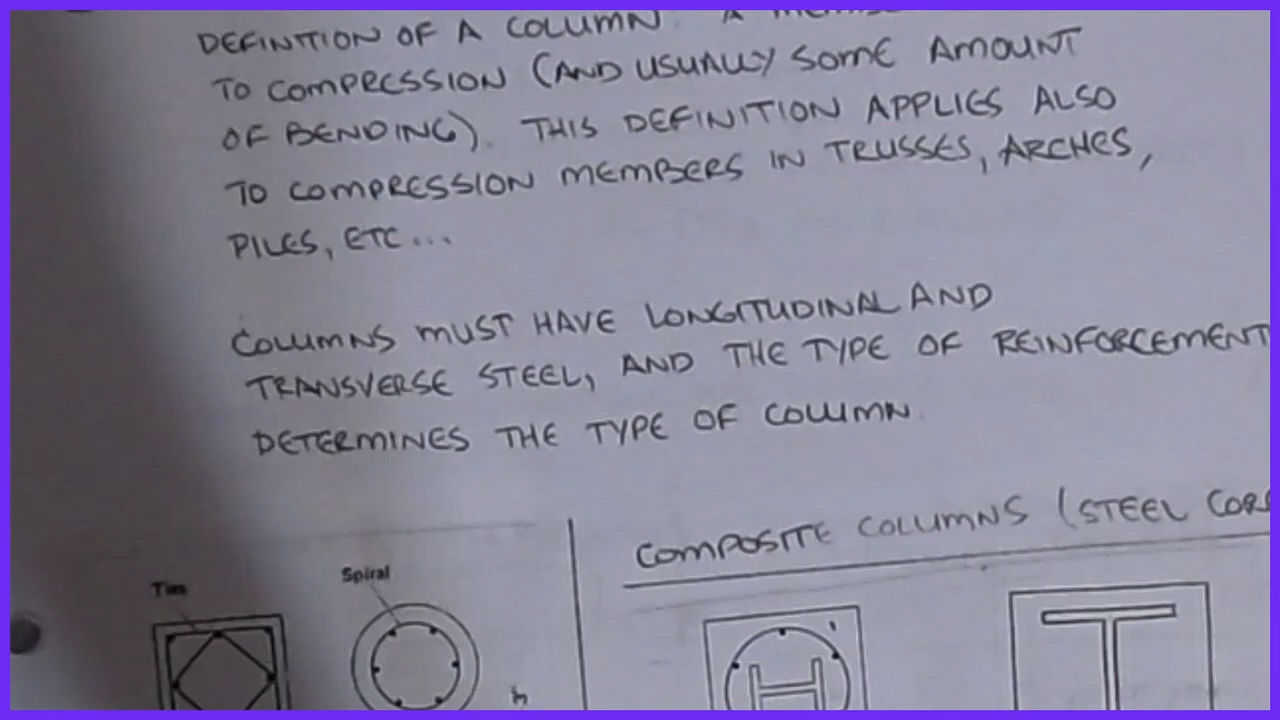 DEFINITION OF A COLUMN. A
TO COMPRESSION (AND USUALLY SOME AMOUNT
OF BENDING). THIS DEFINITION APPLIES ALSO
TO COMPRESSION MEMBERS IN TRUSSES, ARCHES,
PILES, ETC...
COLUMNS MUST HAVE LONGITUDINAL AND
TRANSVERSE STEEL, AND THE TYPE OF REINFORCEMENT
DETERMINES THE TYPE OF COLUMN.
COMPOSITE COLUMNS (STEEL
Spiral